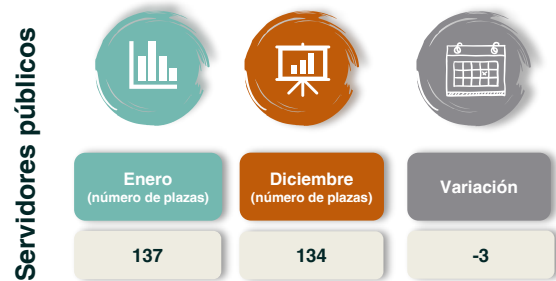 Servidores públicos
Enero
(número de plazas)
Diciembre
(número de plazas)
Variación
137
134
-3